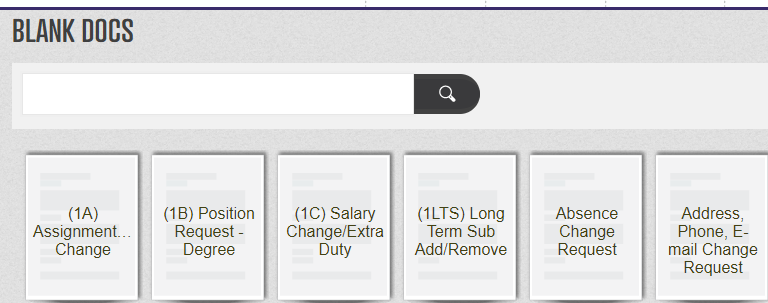 BLANK DOCS
(1A)
Assignment...
Change
(1B) Position
Request -
Degree
(1C) Salary
Change/Extra
Duty
(1LTS) Long
Term Sub
Add/Remove
Absence
Change
Request
Address,
Phone, E-
mail Change
Request